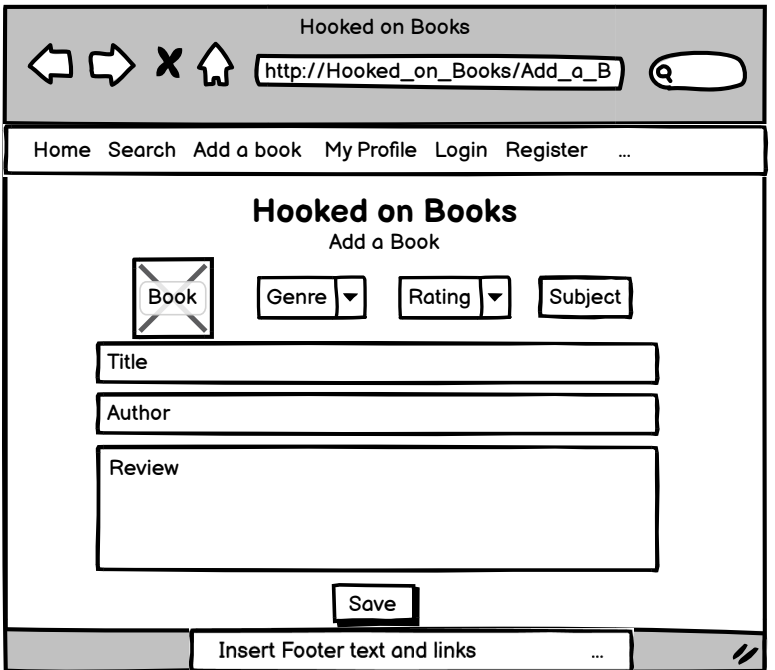 Hooked on Books
http://Hooked_on_Books/Add_a_B
Home Search Add a book My Profile Login Register ...
Hooked on Books
Add a Book
Book Genre Rating Subject
Title
Author
Review
Save
Insert Footer text and links ...